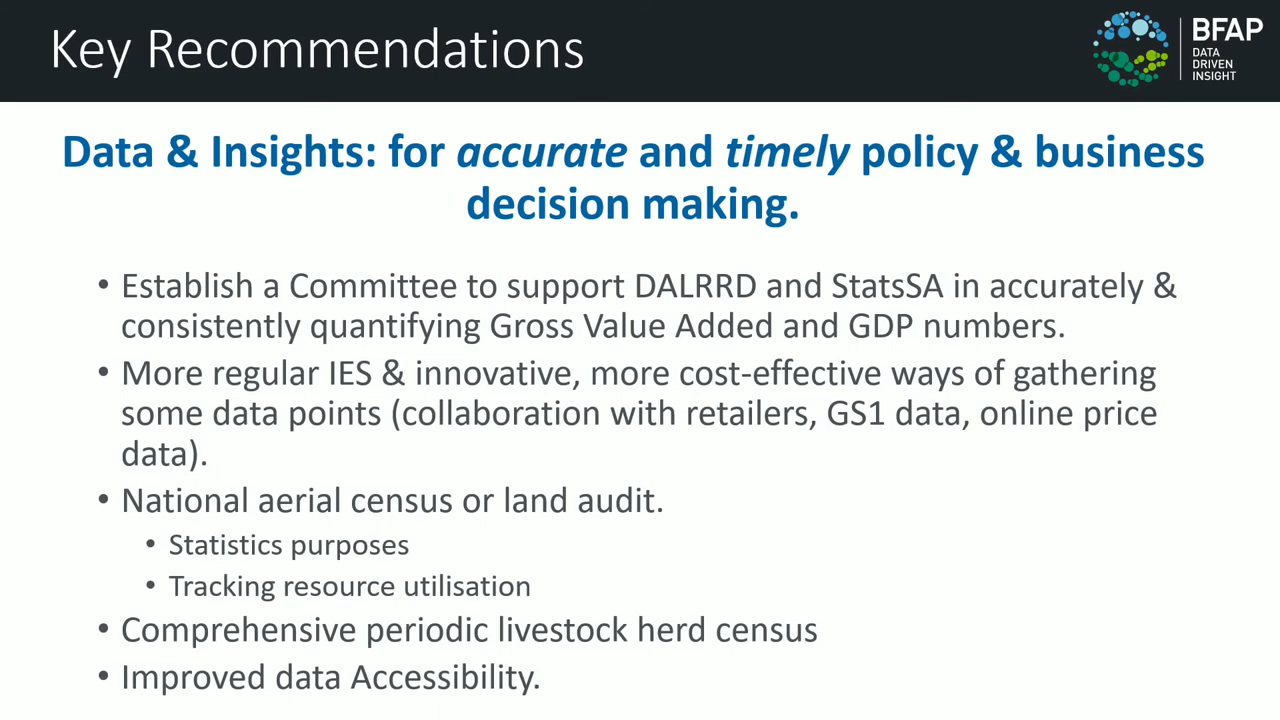 Key Recommendations
BFAP
DATA
DRIVEN
INSIGHT
Data & Insights: for accurate and timely policy & business
decision making.
• Establish a Committee to support DALRRD and StatsSA in accurately &
consistently quantifying Gross Value Added and GDP numbers.
• More regular IES & innovative, more cost-effective ways of gathering
some data points (collaboration with retailers, GS1 data, online price
data).
• National aerial census or land audit.
• Statistics purposes
• Tracking resource utilisation
• Comprehensive periodic livestock herd census
• Improved data Accessibility.